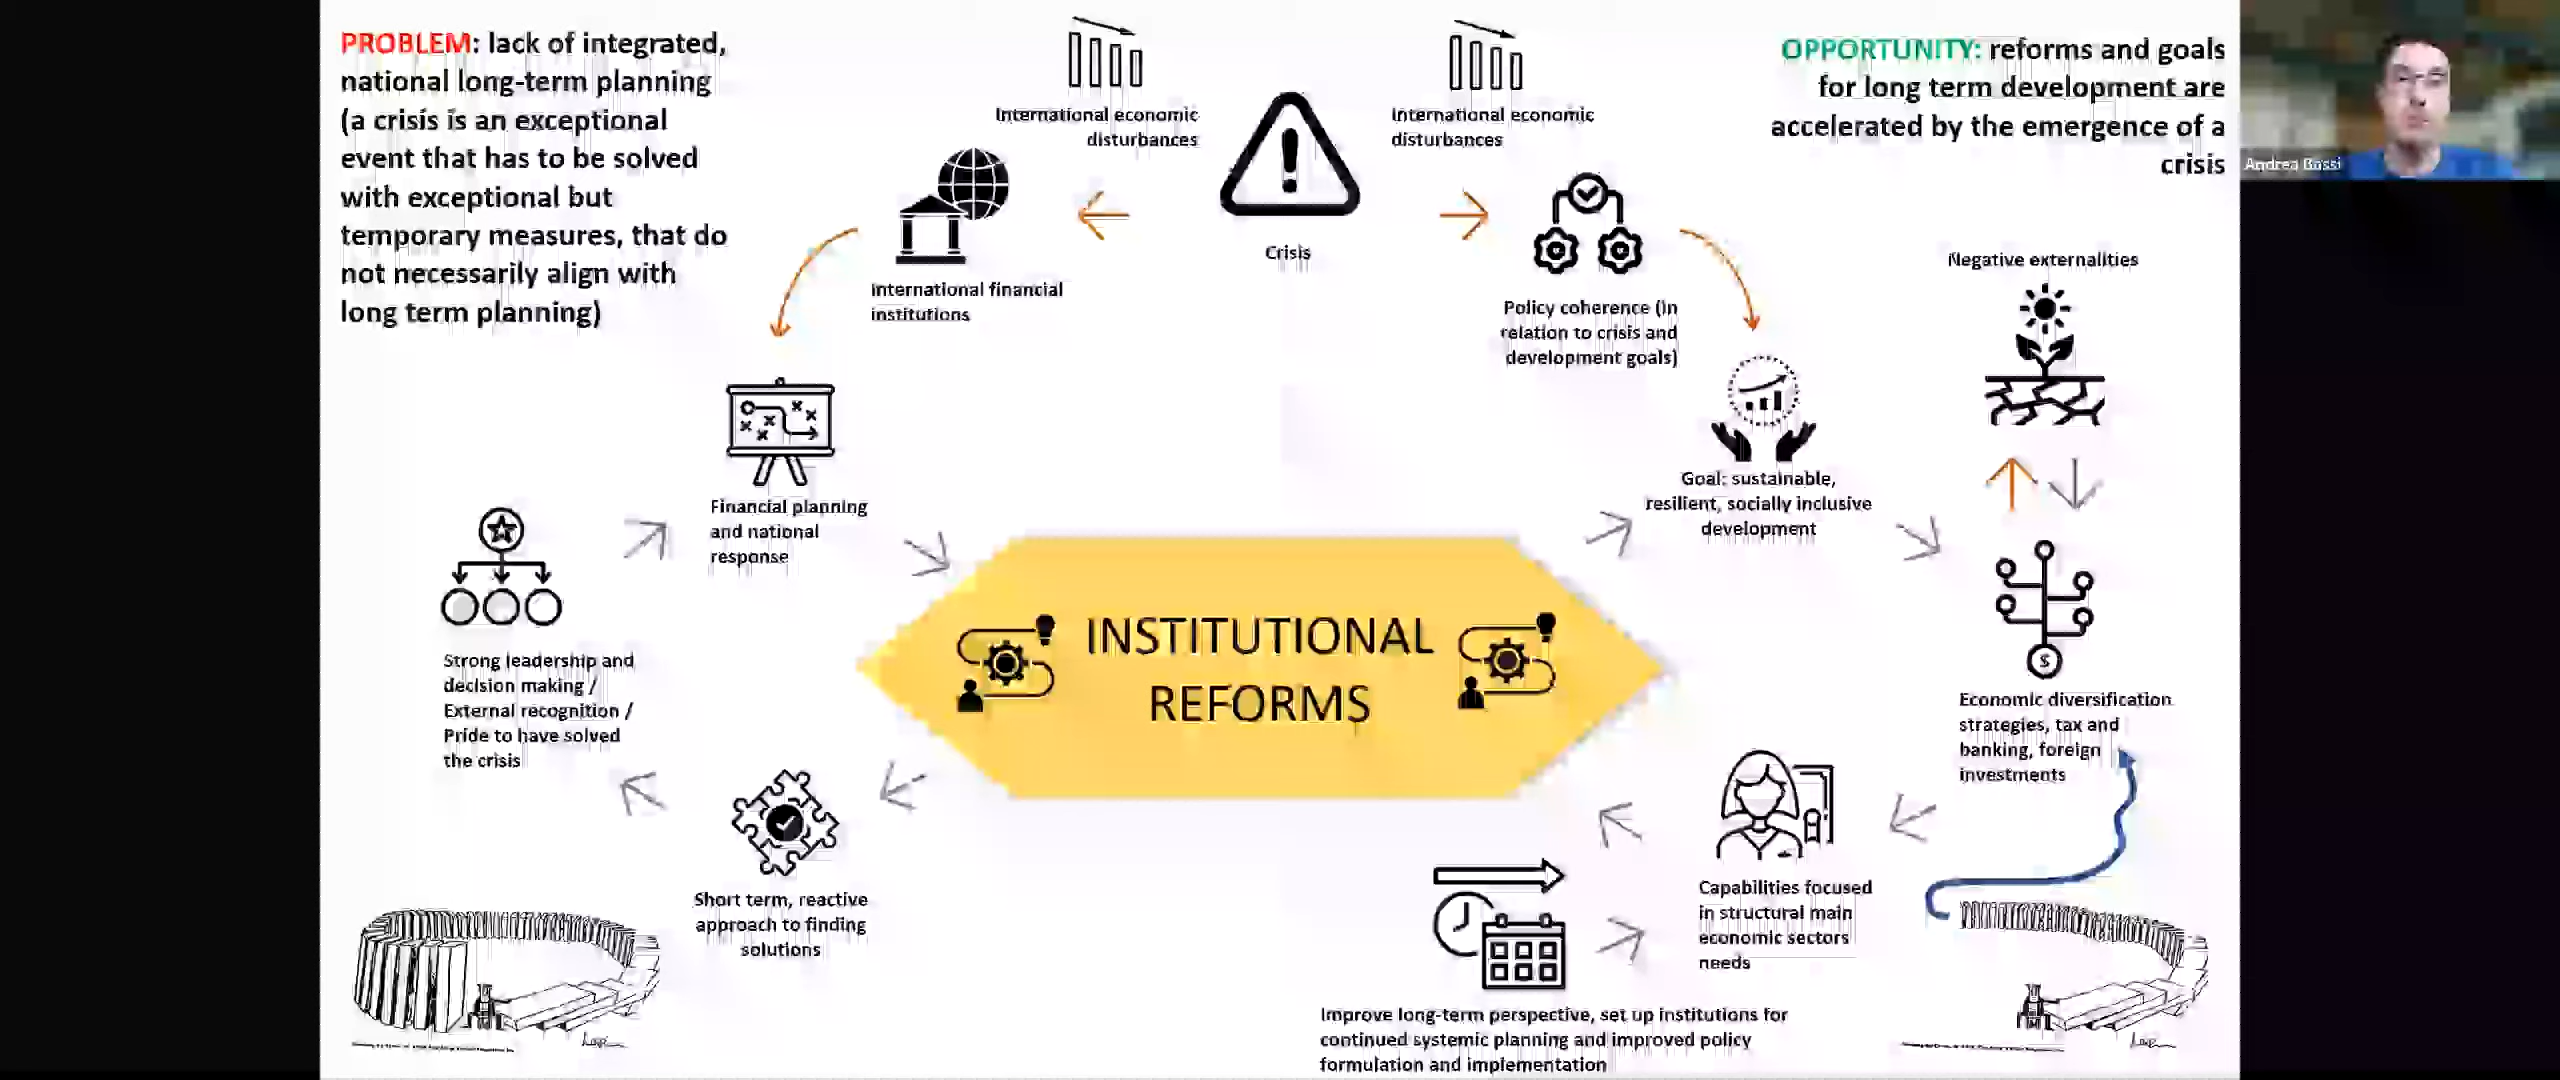 PROBLEM: lack of integrated,
national long-term planning
(a crisis is an exceptional
event that has to be solved
with exceptional but
temporary measures, that do
not necessarily align with
long term planning)
International economic
disturbances
Crisis
International economic
disturbances
OPPORTUNITY: reforms and goals
for long term development are
accelerated by the emergence of a
crisis
Andrea Bassi
International financial
institutions
Policy coherence (in
relation to crisis and
development goals)
Negative externalities
Financial planning
and national
response
Goal: sustainable,
resilient, socially inclusive
development
Strong leadership and
decision making /
External recognition /
Pride to have solved
the crisis
INSTITUTIONAL
REFORMS
$
Economic diversification
strategies, tax and
banking, foreign
investments
Short term, reactive
approach to finding
solutions
Capabilities focused
in structural main
economic sectors
needs
Improve long-term perspective, set up institutions for
continued systemic planning and improved policy
formulation and implementation